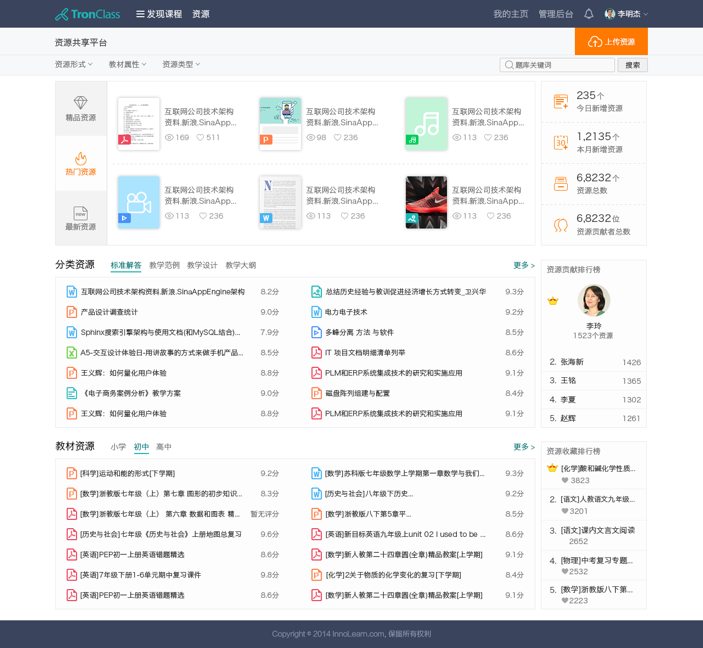 TronClass 发现课程 资源 我的主页 管理后台 李明杰
资源共享平台 上传资源
资源形式 教材属性 资源类型 题库关键词 搜索
精品资源
热门资源
最新资源
互联网公司技术架构
资料.新浪.SinaApp...
169 511
互联网公司技术架构
资料.新浪.SinaApp...
98 236
互联网公司技术架构
资料.新浪.SinaApp...
113 236
互联网公司技术架构
资料.新浪.SinaApp...
113 236
互联网公司技术架构
资料.新浪.SinaApp...
113 236
互联网公司技术架构
资料.新浪.SinaApp...
113 236
235个
今日新增资源
1,2135个
本月新增资源
6,8232个
资源总数
6,8232位
资源贡献者总数
分类资源 标准解答 教学范例 教学设计 教学大纲 更多 >
互联网公司技术架构资料.新浪.SinaAppEngine架构 8.2分
产品设计调查统计 9.0分
Sphinx搜索引擎架构与使用文档(和MySQL结合)... 7.9分
A5-交互设计体验日-用讲故事的方式来做手机产品... 8.5分
王义辉：如何量化用户体验 8.8分
《电子商务案例分析》教学方案 9.0分
王义辉：如何量化用户体验 8.8分
总结历史经验与教训促进经济增长方式转变_卫兴华 9.3分
电力电子技术 9.2分
多峰分离 方法 与软件 8.5分
IT 项目文档明细清单列举 8.6分
PLM和ERP系统集成技术的研究和实施应用 9.1分
磁盘阵列组建与配置 8.4分
PLM和ERP系统集成技术的研究和实施应用 9.1分
资源贡献排行榜
李玲
1523个资源
2. 张海新 1426
3. 王铭 1365
4. 李夏 1302
5. 赵辉 1261
教材资源 小学 初中 高中 更多 >
[科学]运动和能的形式[下学期] 9.2分
[数学]浙教版七年级（上）第七章 图形的初步知识... 8.3分
[数学]浙教版七年级（上） 第六章 数据和图表 精... 暂无评分
[历史与社会]七年级《历史与社会》上册地图总复习 9.6分
[英语]PEP初一上册英语错题精选 8.6分
[英语]7年级下册1-6单元期中复习课件 9.8分
[英语]PEP初一上册英语错题精选 8.6分
[数学]苏科版七年级数学上学期第一章数学与我们... 9.3分
[历史与社会]八年级下历史... 9.2分
[数学]浙教版八下第5章平... 8.5分
[英语]新目标英语九年级上unit 02 I used to be ... 8.6分
[数学]新人教第二十四章圆(全章)精品教案[上学期] 9.1分
[化学]2关于物质的化学变化的复习[下学期] 8.4分
[数学]新人教第二十四章圆(全章)精品教案[上学期] 9.1分
资源收藏排行榜
[化学]酸和碱化学性质...
3823
2. [语文]人教语文九年级...
3201
3. [语文]课内文言文阅读
2652
4. [物理]中考复习专题...
2532
5. [数学]浙教版八下第...
2223
Copyright ® 2014 InnoLearn.com, 保留所有权利